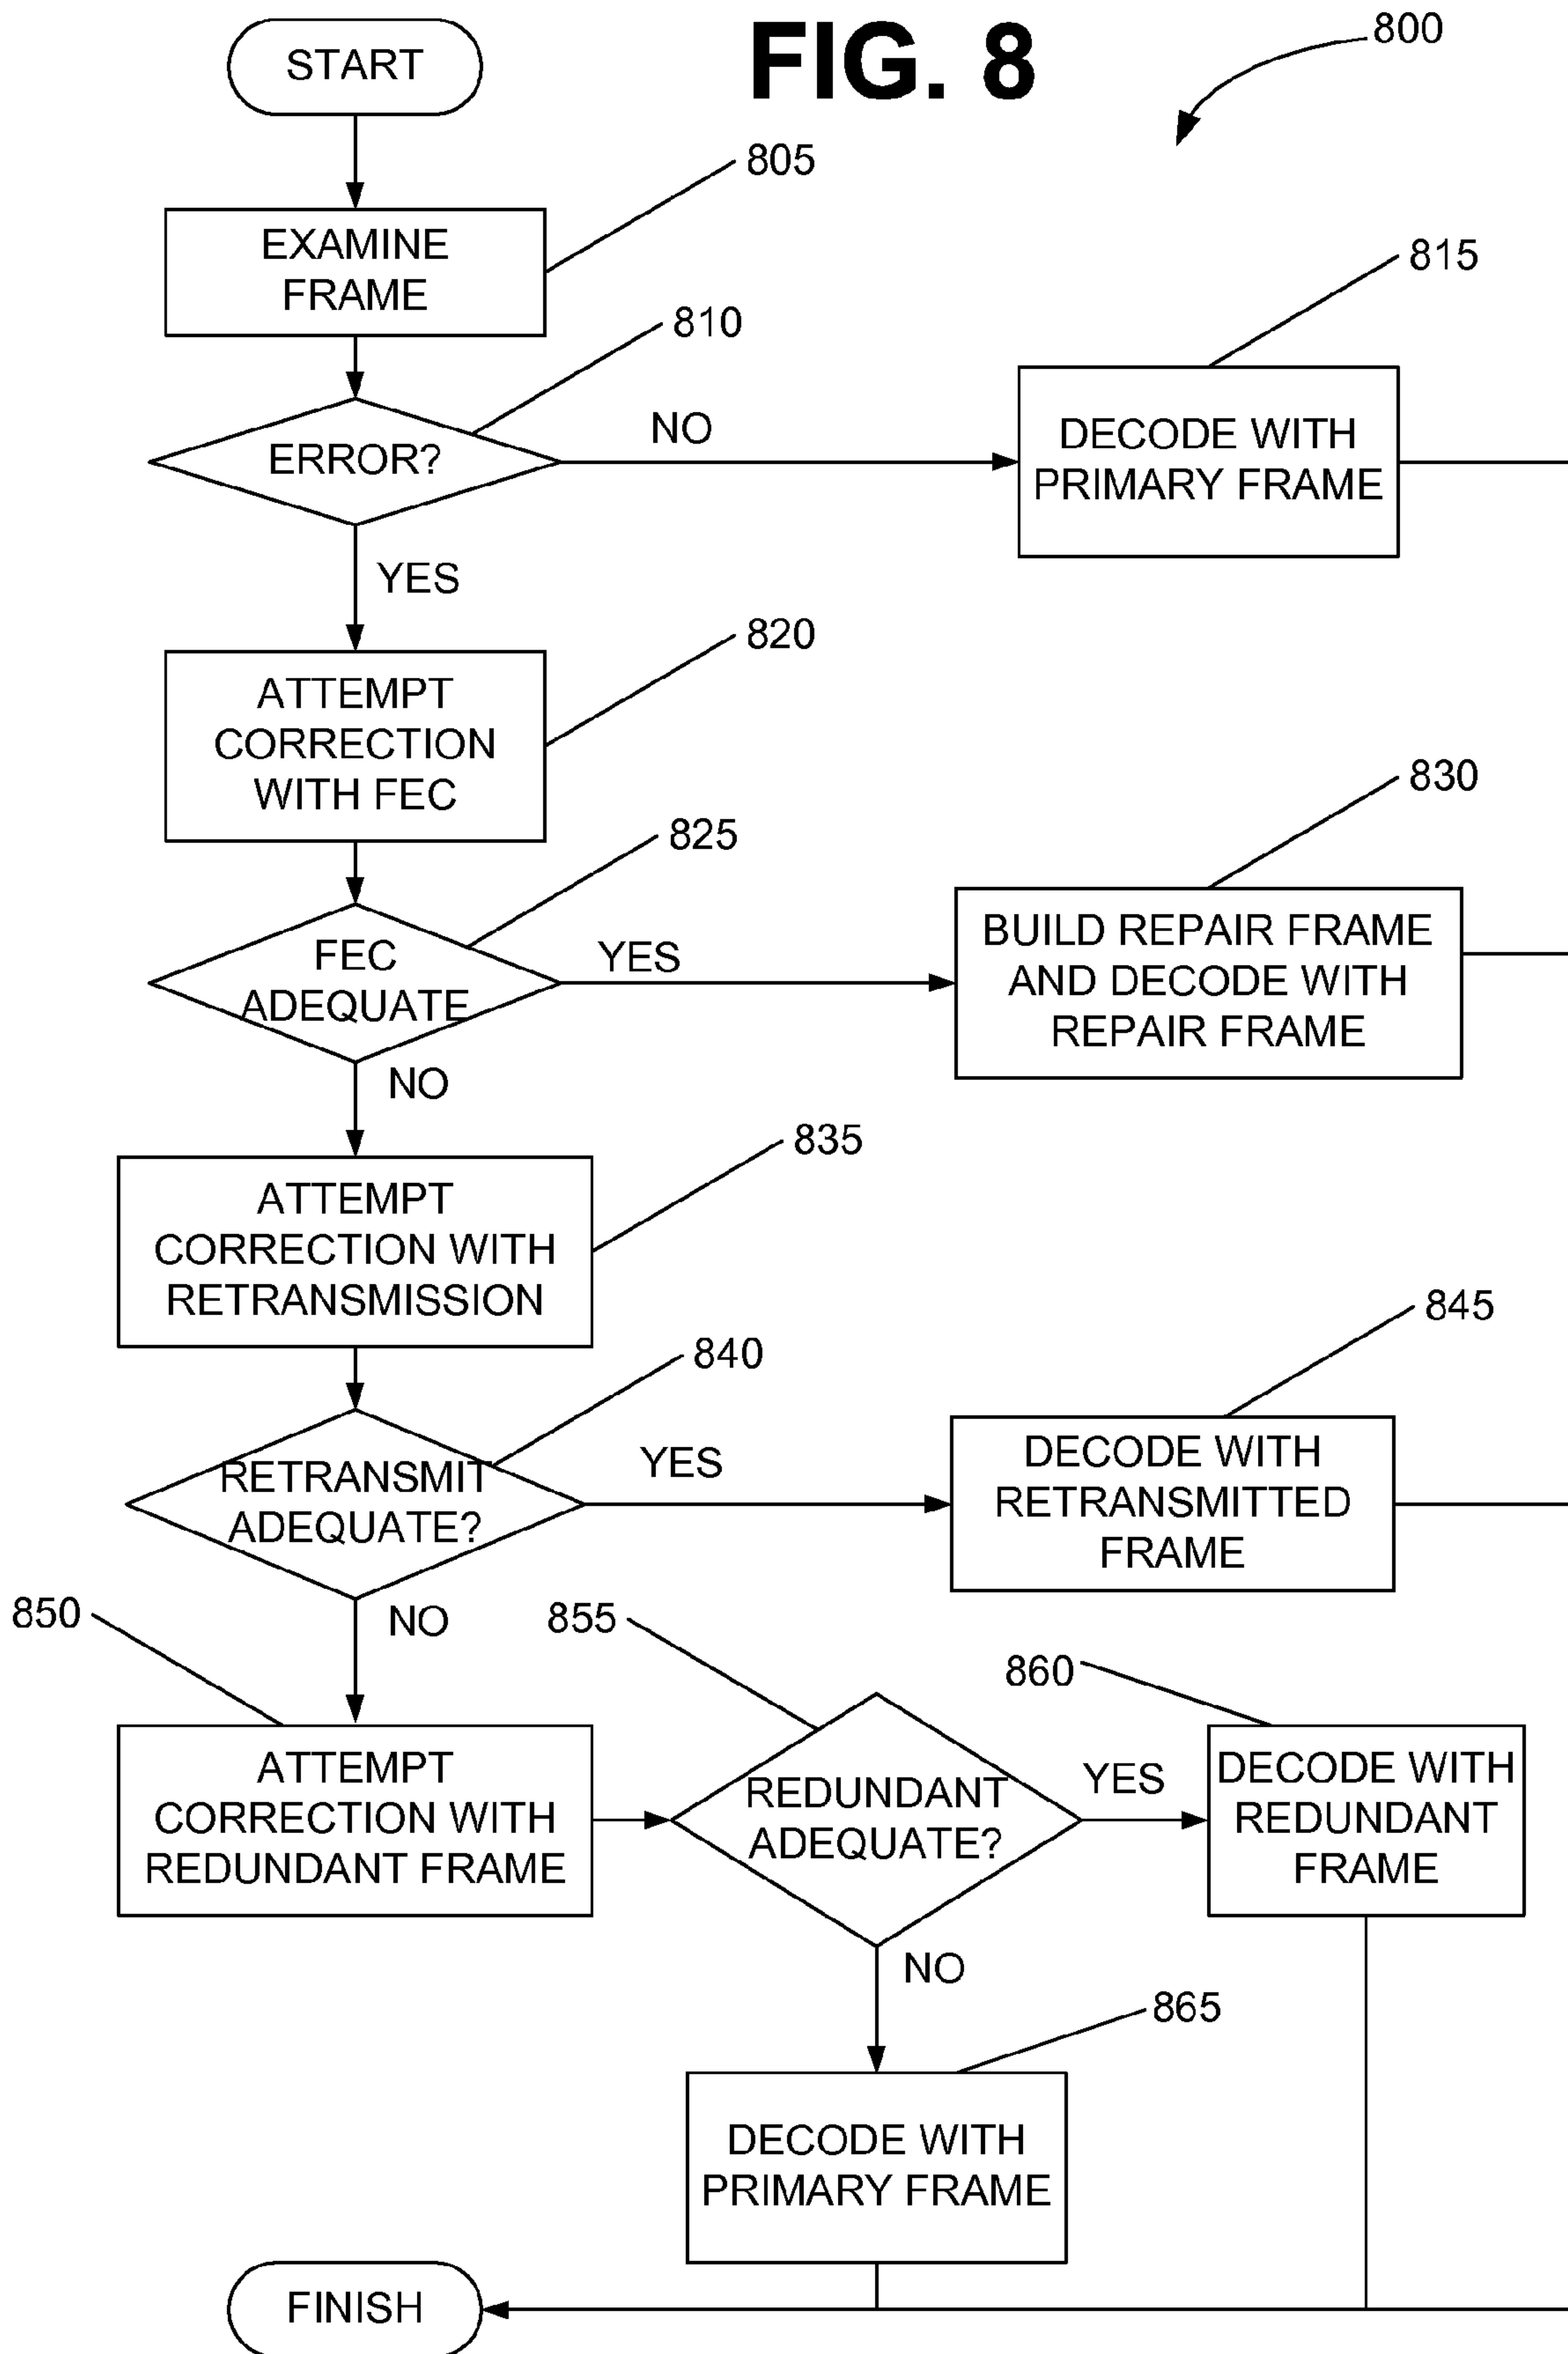 START
FIG. 8
800
805
EXAMINE
FRAME
810
815
ERROR?
NO
DECODE WITH
PRIMARY FRAME
YES
820
ATTEMPT
CORRECTION
WITH FEC
825
830
FEC
ADEQUATE
YES
BUILD REPAIR FRAME
AND DECODE WITH
REPAIR FRAME
NO
835
ATTEMPT
CORRECTION WITH
RETRANSMISSION
840
845
RETRANSMIT
ADEQUATE?
YES
DECODE WITH
RETRANSMITTED
FRAME
NO
850
855
860
ATTEMPT
CORRECTION WITH
REDUNDANT FRAME
REDUNDANT
ADEQUATE?
YES
DECODE WITH
REDUNDANT
FRAME
NO
865
DECODE WITH
PRIMARY FRAME
FINISH